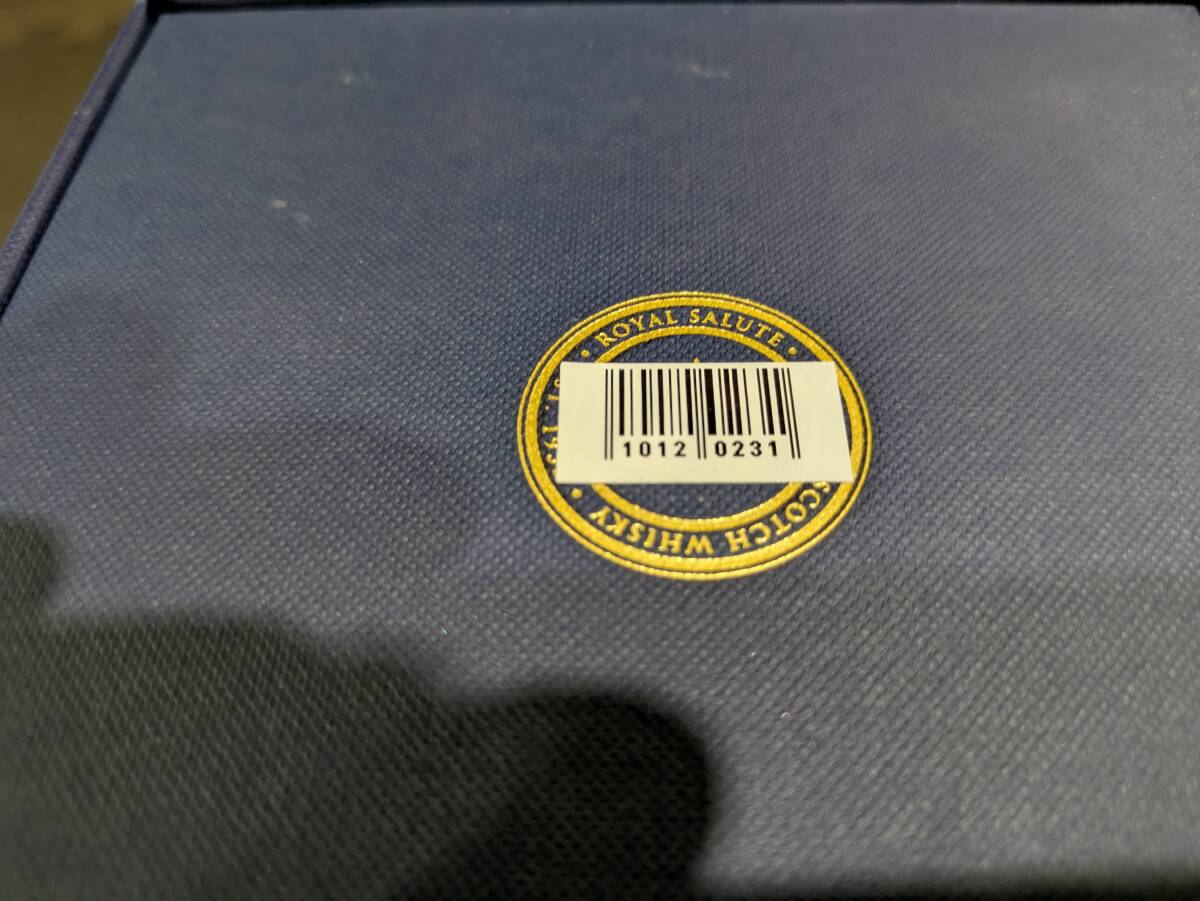 • ROYAL SALUTE •
SCOTCH WHISKY •
1012 0231